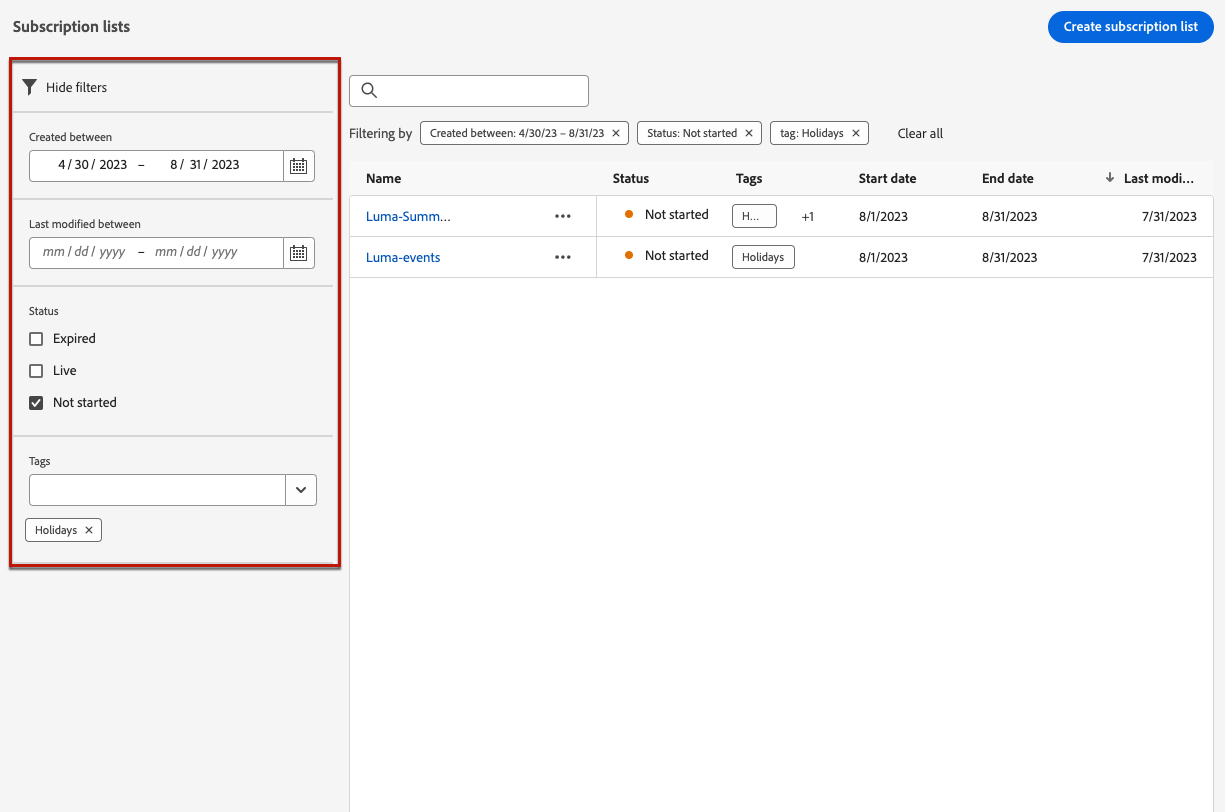 Subscription lists
Create subscription list
Hide filters
Created between
4 / 30 / 2023 – 8 / 31 / 2023
Last modified between
mm / dd / yyyy – mm / dd / yyyy
Status
Expired
Live
Not started
Tags
Holidays
Filtering by Created between: 4/30/23 – 8/31/23 Status: Not started tag: Holidays Clear all
Name Status Tags Start date End date Last modi...
Luma-Summ... Not started H... +1 8/1/2023 8/31/2023 7/31/2023
Luma-events Not started Holidays 8/1/2023 8/31/2023 7/31/2023